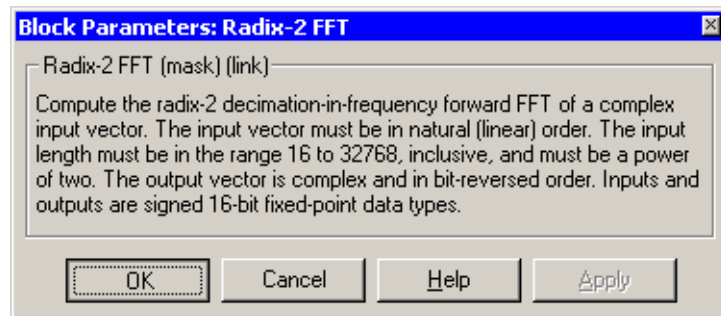 Block Parameters: Radix-2 FFT
Radix-2 FFT (mask) (link)
Compute the radix-2 decimation-in-frequency forward FFT of a complex
input vector. The input vector must be in natural (linear) order. The input
length must be in the range 16 to 32768, inclusive, and must be a power
of two. The output vector is complex and in bit-reversed order. Inputs and
outputs are signed 16-bit fixed-point data types.
OK Cancel Help Apply